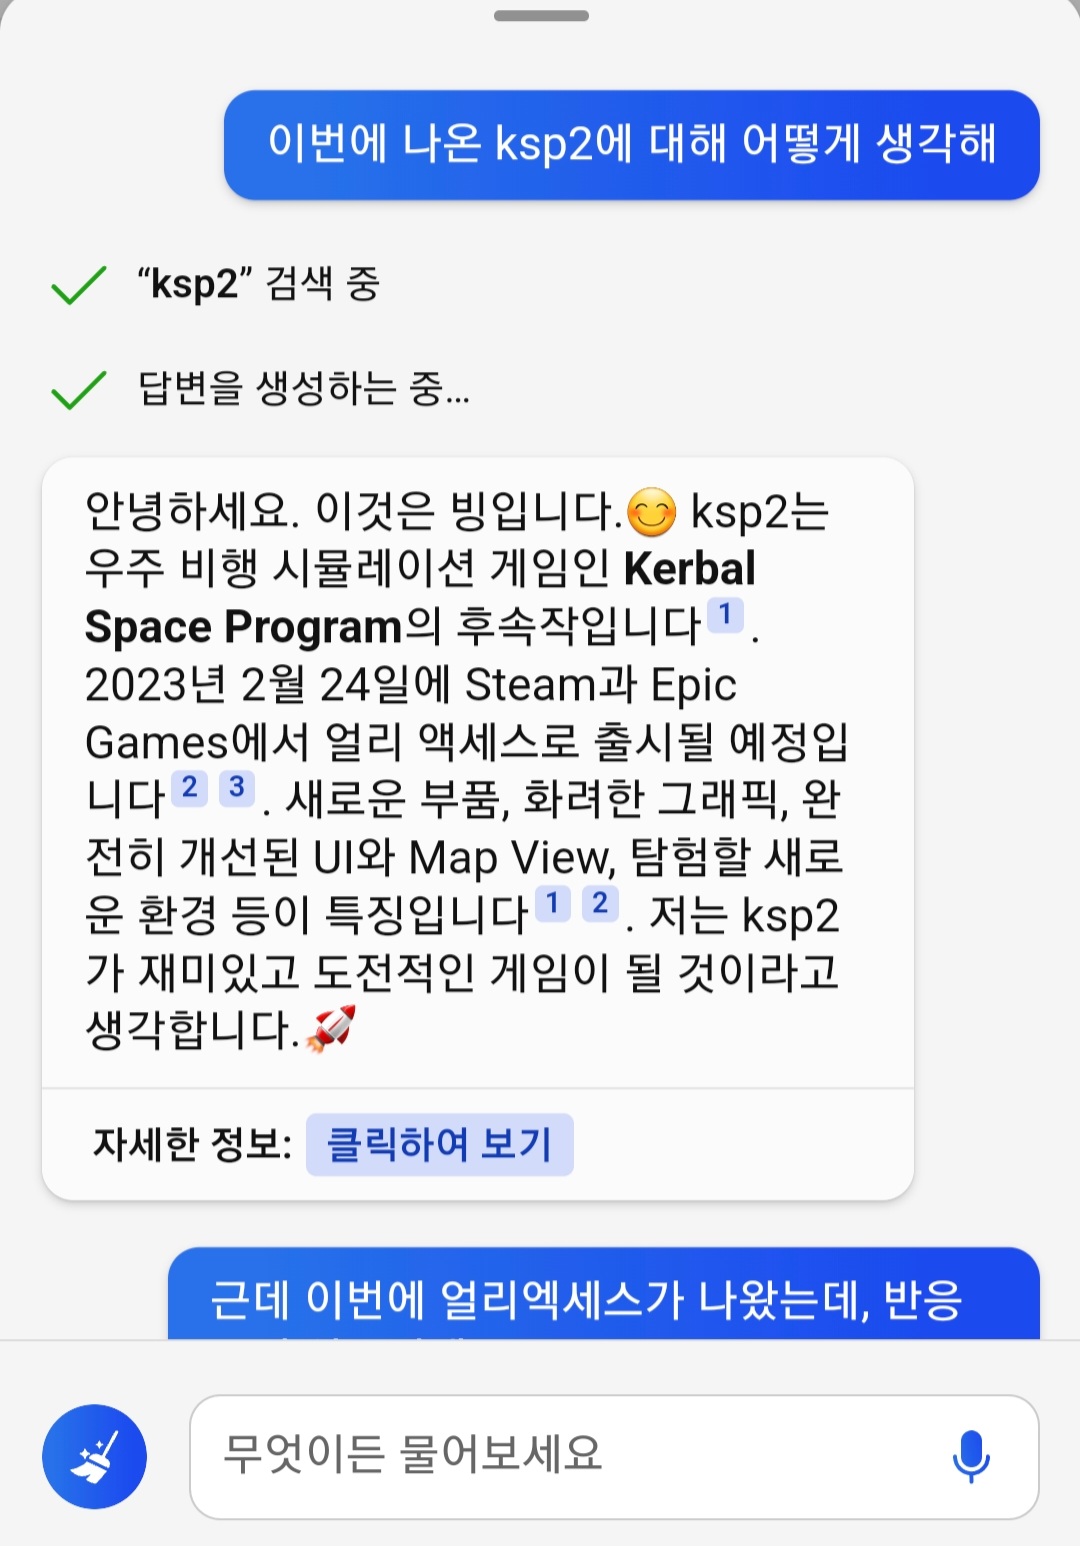 이번에 나온 ksp2에 대해 어떻게 생각해
“ksp2” 검색 중
답변을 생성하는 중...
안녕하세요. 이것은 빙입니다.😊 ksp2는
우주 비행 시뮬레이션 게임인 Kerbal
Space Program의 후속작입니다 1 .
2023년 2월 24일에 Steam과 Epic
Games에서 얼리 액세스로 출시될 예정입
니다 2 3 . 새로운 부품, 화려한 그래픽, 완
전히 개선된 UI와 Map View, 탐험할 새로
운 환경 등이 특징입니다 1 2 . 저는 ksp2
가 재미있고 도전적인 게임이 될 것이라고
생각합니다.🚀
자세한 정보: 클릭하여 보기
근데 이번에 얼리엑세스가 나왔는데, 반응
무엇이든 물어보세요